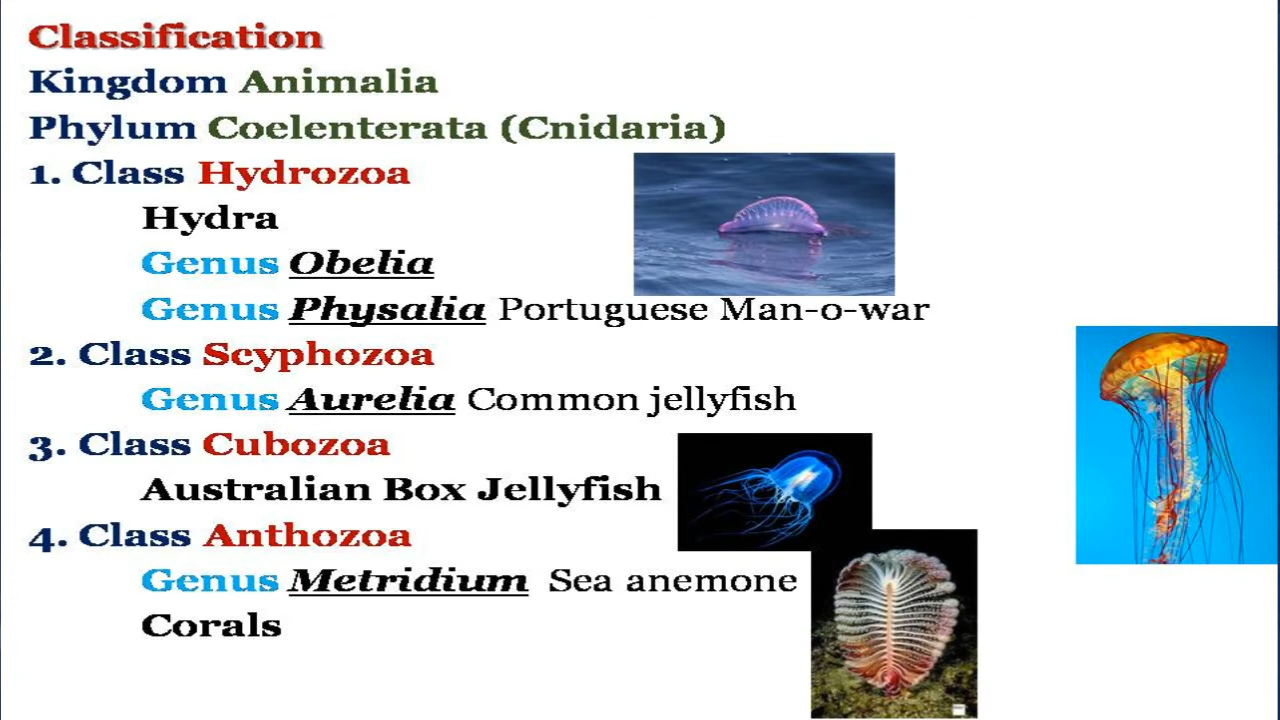 Classification
Kingdom Animalia
Phylum Coelenterata (Cnidaria)
1. Class Hydrozoa
Hydra
Genus Obelia
Genus Physalia Portuguese Man-o-war
2. Class Scyphozoa
Genus Aurelia Common jellyfish
3. Class Cubozoa
Australian Box Jellyfish
4. Class Anthozoa
Genus Metridium Sea anemone
Corals